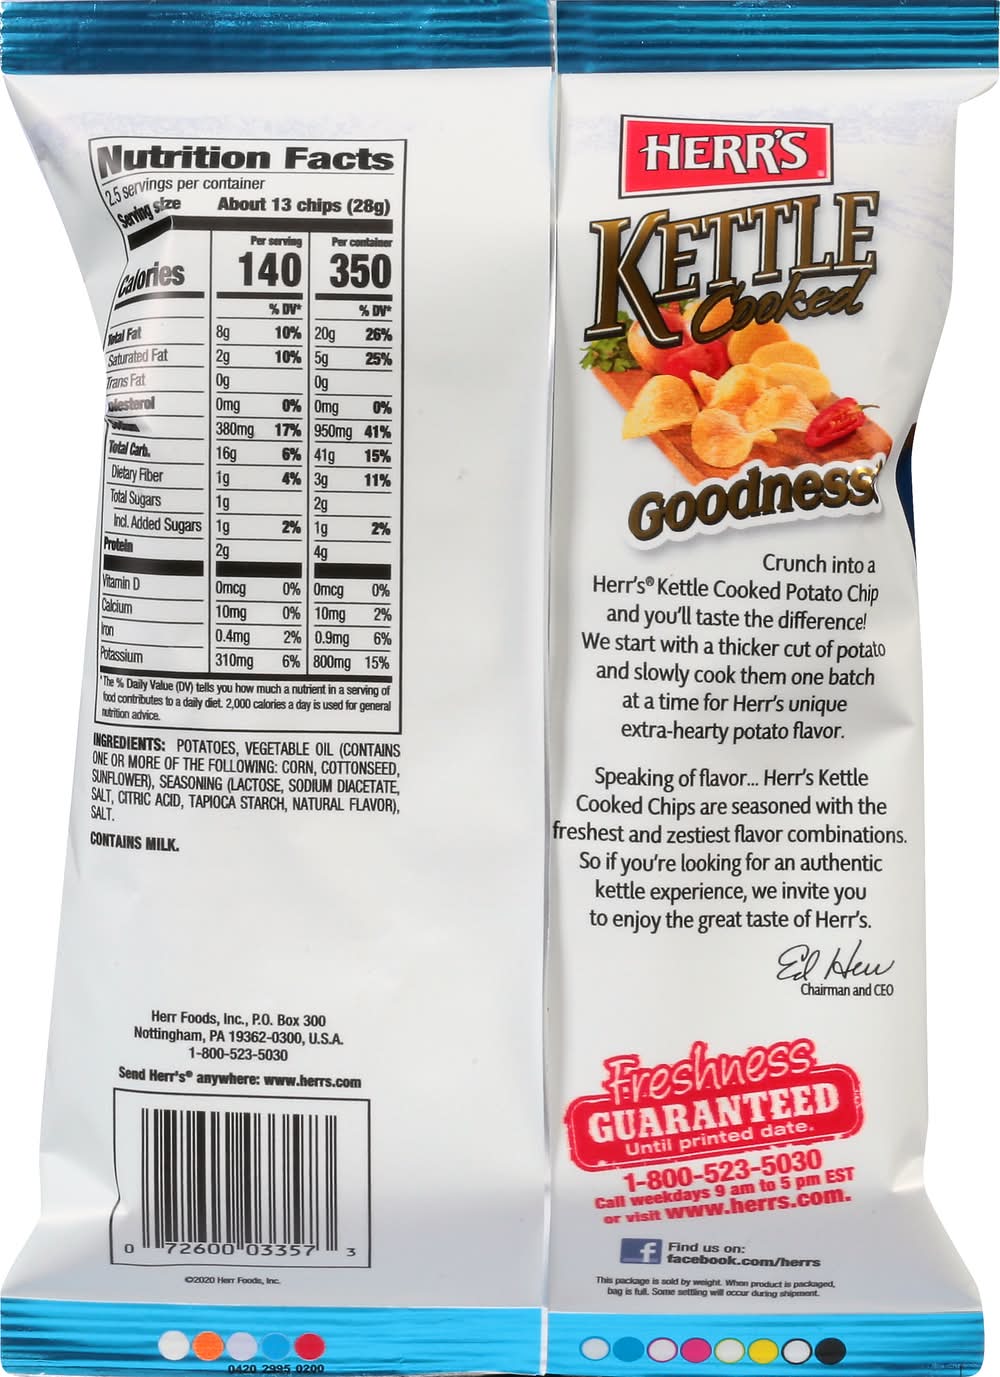 Nutrition Facts
2.5 servings per container
Serving size About 13 chips (28g)
Per serving Per container
Calories 140 350
% DV* % DV*
Total Fat 8g 10% 20g 26%
Saturated Fat 2g 10% 5g 25%
Trans Fat 0g 0g
0mg 0% 0mg 0%
380mg 17% 950mg 41%
Total Carb. 16g 6% 41g 15%
Dietary Fiber 1g 4% 3g 11%
Total Sugars 1g 2g
Incl. Added Sugars 1g 2% 1g 2%
Protein 2g 4g
Vitamin D 0mcg 0% 0mcg 0%
Calcium 10mg 0% 10mg 2%
Iron 0.4mg 2% 0.9mg 6%
Potassium 310mg 6% 800mg 15%
*The % Daily Value (DV) tells you how much a nutrient in a serving of
food contributes to a daily diet. 2,000 calories a day is used for general
nutrition advice.
INGREDIENTS: POTATOES, VEGETABLE OIL (CONTAINS
ONE OR MORE OF THE FOLLOWING: CORN, COTTONSEED,
SUNFLOWER), SEASONING (LACTOSE, SODIUM DIACETATE,
SALT, CITRIC ACID, TAPIOCA STARCH, NATURAL FLAVOR),
SALT.
CONTAINS MILK.
Herr Foods, Inc., P.O. Box 300
Nottingham, PA 19362-0300, U.S.A.
1-800-523-5030
Send Herr's® anywhere: www.herrs.com
0 72600 03357 3
©2020 Herr Foods, Inc.
0420 2995 0200
HERR'S®
KETTLE
Cooked
Goodness
Crunch into a
Herr's® Kettle Cooked Potato Chip
and you'll taste the difference!
We start with a thicker cut of potato
and slowly cook them one batch
at a time for Herr's unique
extra-hearty potato flavor.
Speaking of flavor... Herr's Kettle
Cooked Chips are seasoned with the
freshest and zestiest flavor combinations.
So if you're looking for an authentic
kettle experience, we invite you
to enjoy the great taste of Herr's.
Ed Herr
Chairman and CEO
Freshness
GUARANTEED
Until printed date.
1-800-523-5030
Call weekdays 9 am to 5 pm EST
or visit www.herrs.com.
f Find us on:
facebook.com/herrs
This package is sold by weight. When product is packaged,
bag is full. Some settling will occur during shipment.